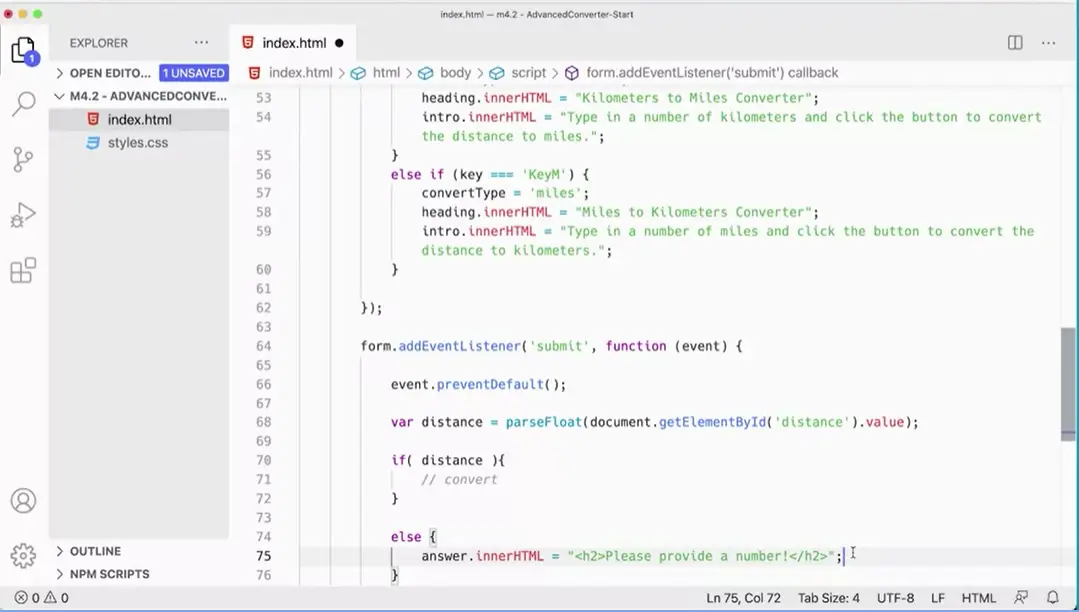 index.html — m4.2 - AdvancedConverter-Start
EXPLORER
index.html
1
OPEN EDITO... 1 UNSAVED
index.html > html > body > script > form.addEventListener('submit') callback
M4.2 - ADVANCEDCONVE...
index.html
styles.css
53 heading.innerHTML = "Kilometers to Miles Converter";
54 intro.innerHTML = "Type in a number of kilometers and click the button to convert
the distance to miles.";
55 }
56 else if (key === 'KeyM') {
57 convertType = 'miles';
58 heading.innerHTML = "Miles to Kilometers Converter";
59 intro.innerHTML = "Type in a number of miles and click the button to convert the
distance to kilometers.";
60 }
61
62 });
63
64 form.addEventListener('submit', function (event) {
65
66 event.preventDefault();
67
68 var distance = parseFloat(document.getElementById('distance').value);
69
70 if( distance ){
71 // convert
72 }
73
74 else {
75 answer.innerHTML = "<h2>Please provide a number!</h2>";
76 }
OUTLINE
NPM SCRIPTS
0 0
Ln 75, Col 72 Tab Size: 4 UTF-8 LF HTML